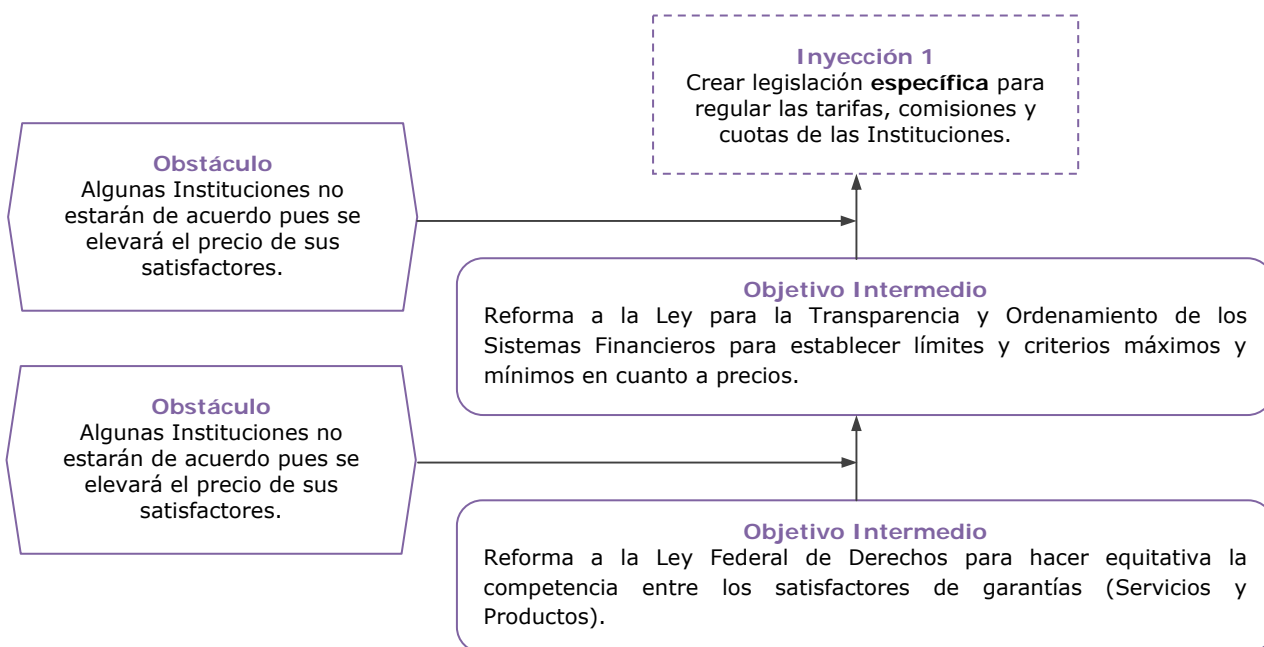 Inyección 1
Crear legislación específica para
regular las tarifas, comisiones y
cuotas de las Instituciones.
Obstáculo
Algunas Instituciones no
estarán de acuerdo pues se
elevará el precio de sus
satisfactores.
Objetivo Intermedio
Reforma a la Ley para la Transparencia y Ordenamiento de los
Sistemas Financieros para establecer límites y criterios máximos y
mínimos en cuanto a precios.
Obstáculo
Algunas Instituciones no
estarán de acuerdo pues se
elevará el precio de sus
satisfactores.
Objetivo Intermedio
Reforma a la Ley Federal de Derechos para hacer equitativa la
competencia entre los satisfactores de garantías (Servicios y
Productos).